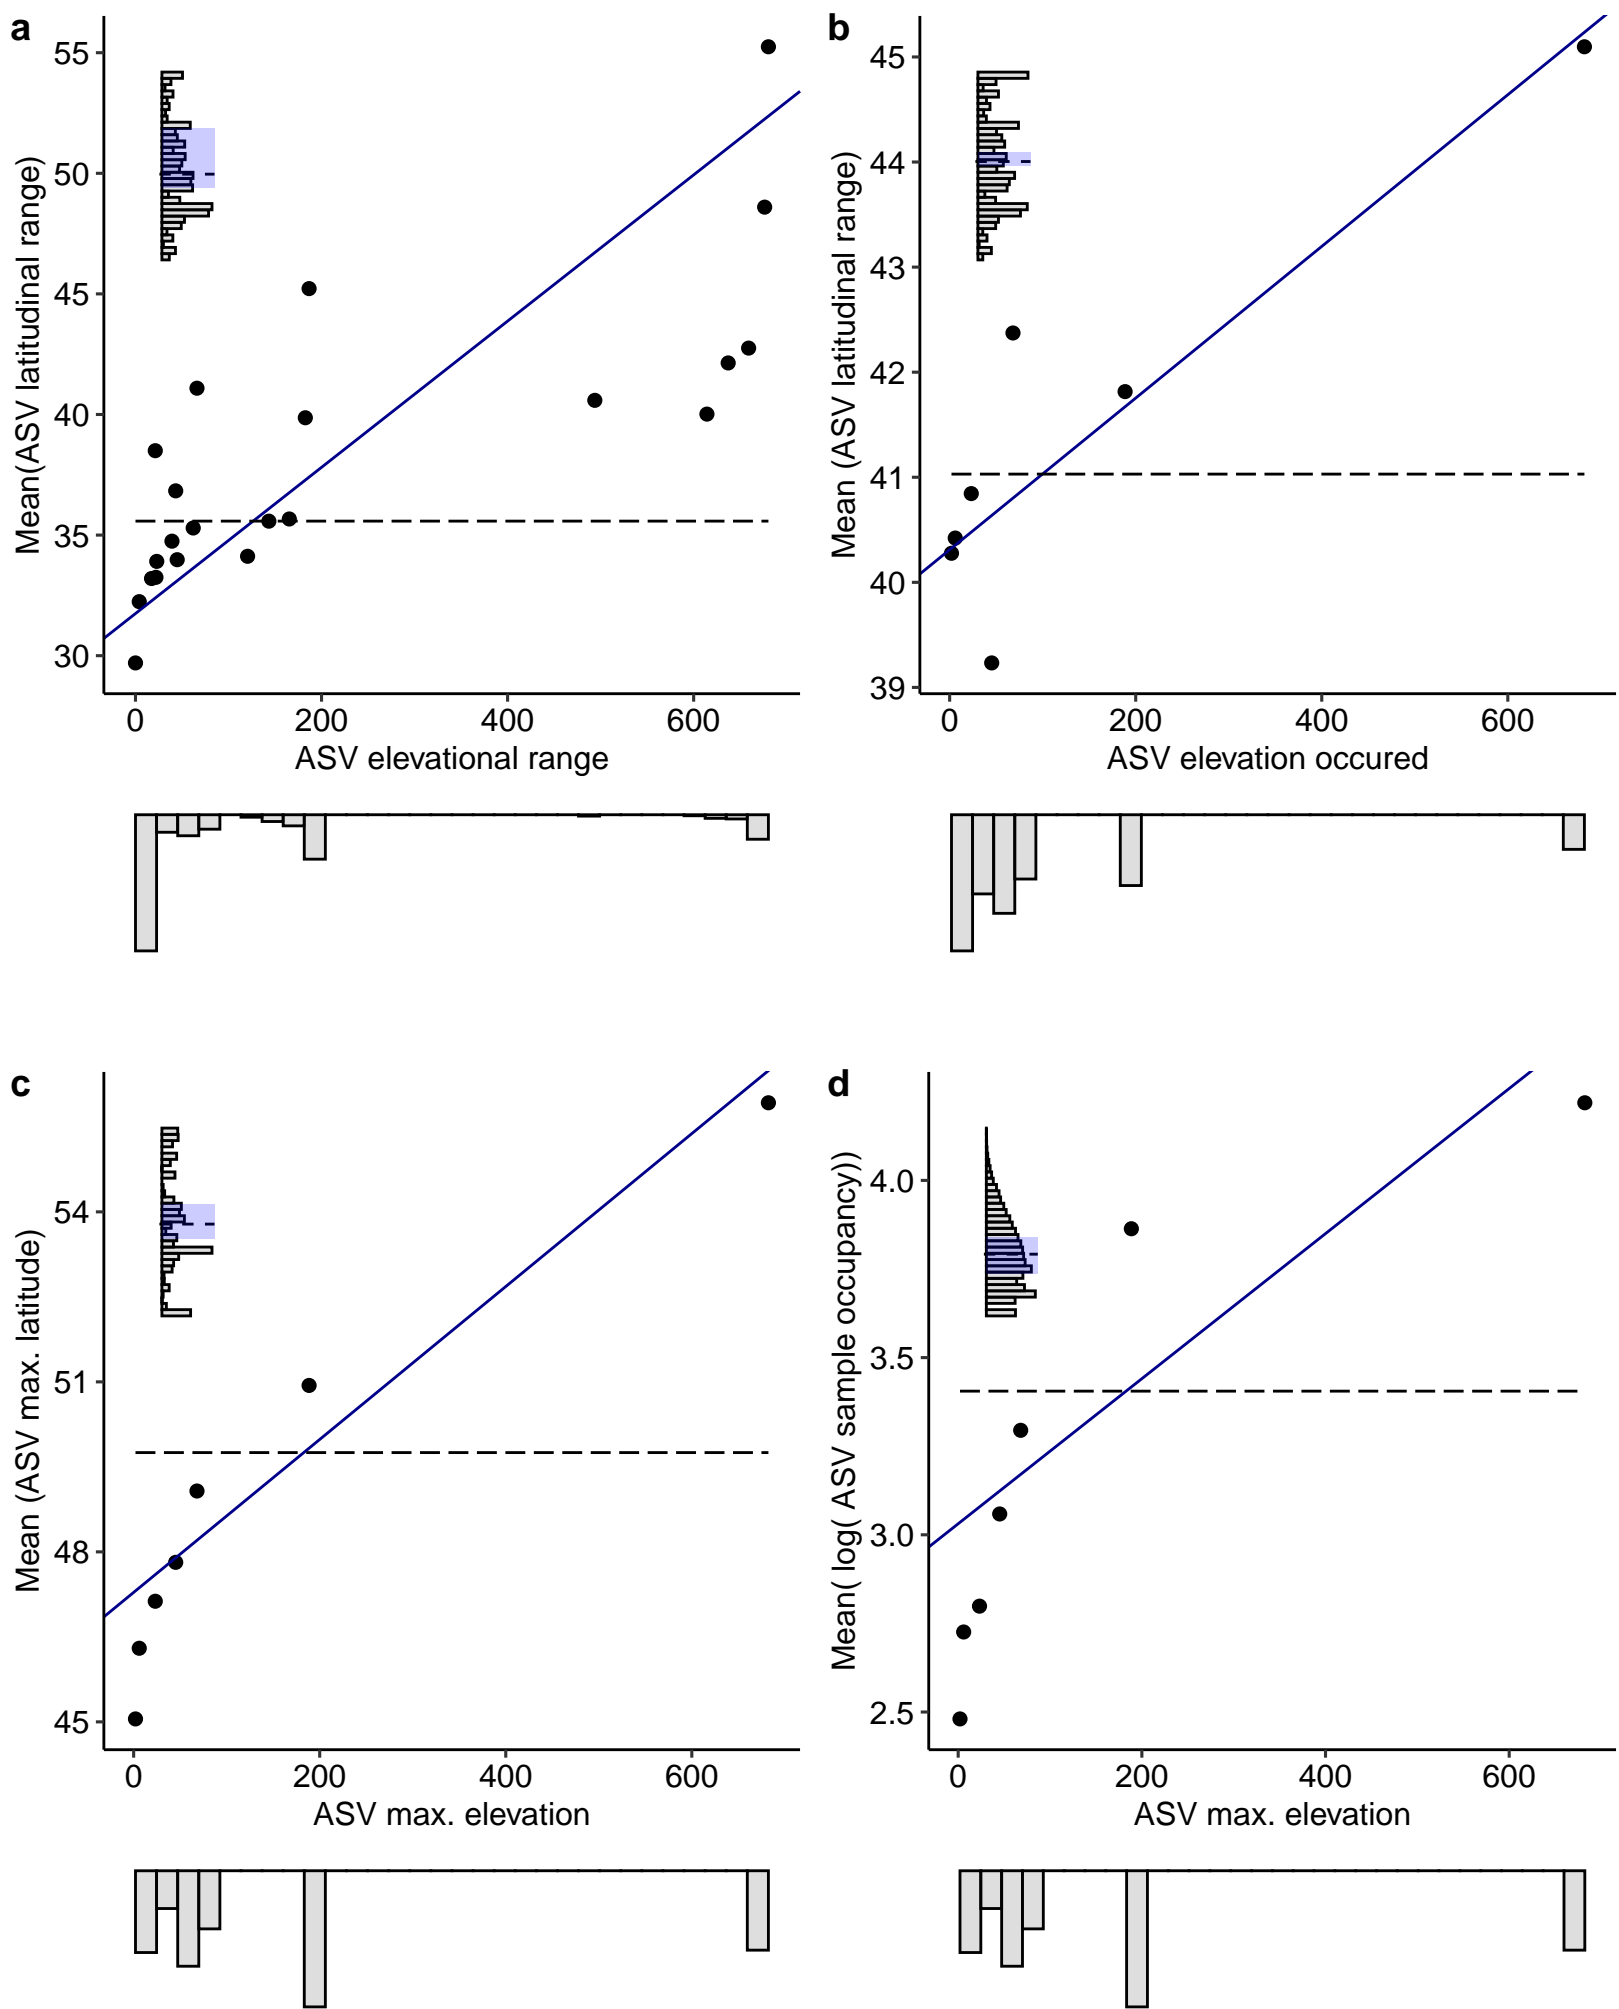 a
Mean(ASV latitudinal range)
55
50
45
40
35
30
0 200 400 600
ASV elevational range
b
Mean (ASV latitudinal range)
45
44
43
42
41
40
39
0 200 400 600
ASV elevation occured
c
Mean (ASV max. latitude)
54
51
48
45
0 200 400 600
ASV max. elevation
d
Mean( log( ASV sample occupancy))
4.0
3.5
3.0
2.5
0 200 400 600
ASV max. elevation